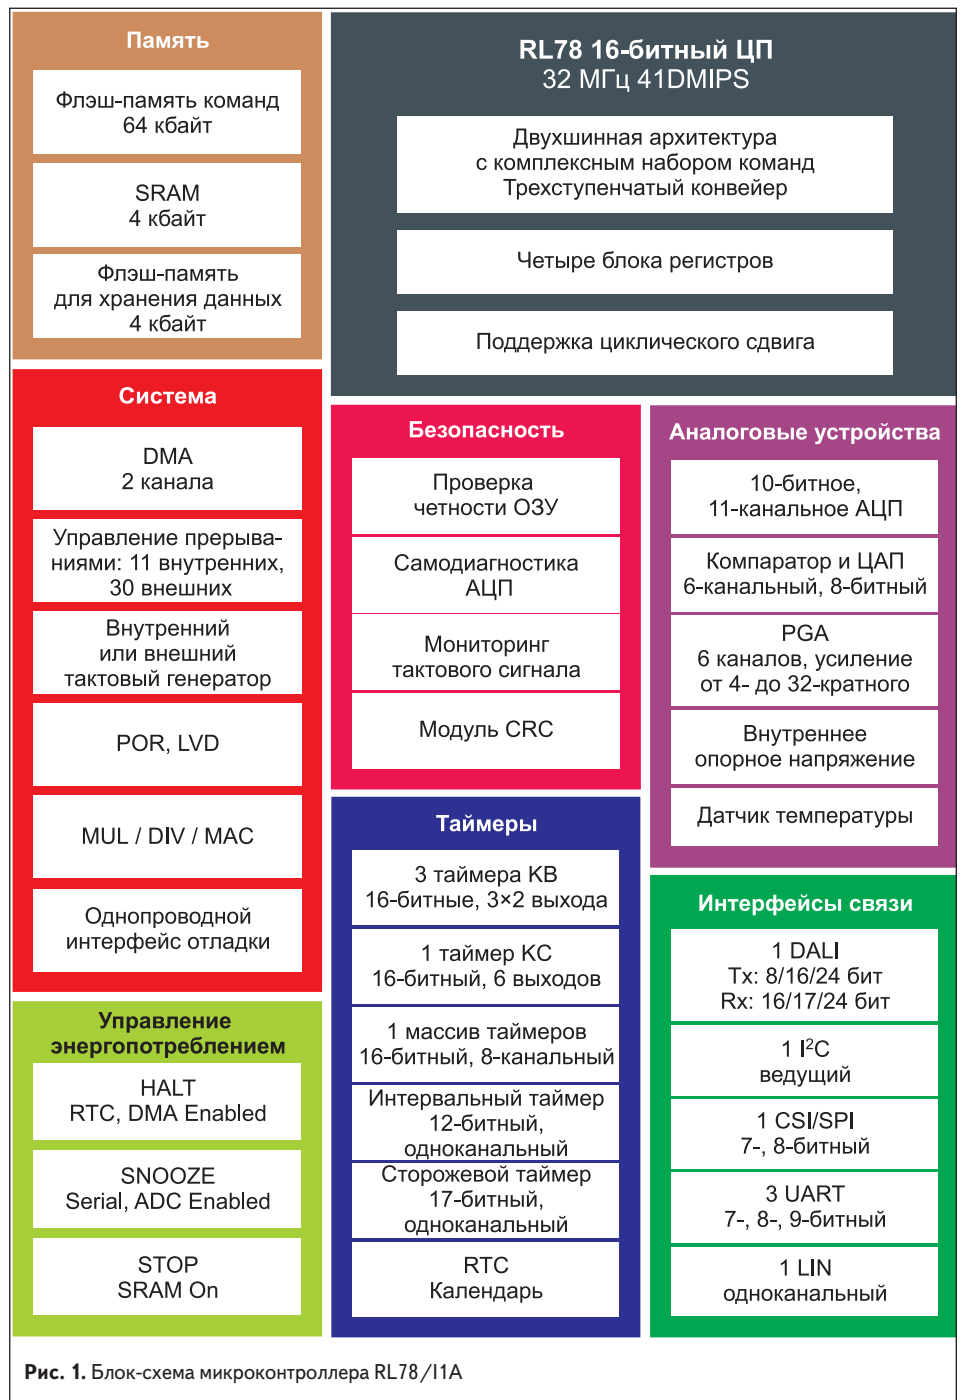 Память
Флэш-память команд
64 кбайт
SRAM
4 кбайт
Флэш-память
для хранения данных
4 кбайт
RL78 16-битный ЦП
32 МГц 41DMIPS
Двухшинная архитектура
с комплексным набором команд
Трехступенчатый конвейер
Четыре блока регистров
Поддержка циклического сдвига
Система
DMA
2 канала
Управление прерыва-
ниями: 11 внутренних,
30 внешних
Внутренний
или внешний
тактовый генератор
POR, LVD
MUL / DIV / MAC
Однопроводной
интерфейс отладки
Безопасность
Проверка
четности ОЗУ
Самодиагностика
АЦП
Мониторинг
тактового сигнала
Модуль CRC
Аналоговые устройства
10-битное,
11-канальное АЦП
Компаратор и ЦАП
6-канальный, 8-битный
PGA
6 каналов, усиление
от 4- до 32-кратного
Внутреннее
опорное напряжение
Датчик температуры
Таймеры
3 таймера KB
16-битные, 3×2 выхода
1 таймер KC
16-битный, 6 выходов
1 массив таймеров
16-битный, 8-канальный
Интервальный таймер
12-битный,
одноканальный
Сторожевой таймер
17-битный,
одноканальный
RTC
Календарь
Интерфейсы связи
1 DALI
Tx: 8/16/24 бит
Rx: 16/17/24 бит
1 I²C
ведущий
1 CSI/SPI
7-, 8-битный
3 UART
7-, 8-, 9-битный
1 LIN
одноканальный
Управление
энергопотреблением
HALT
RTC, DMA Enabled
SNOOZE
Serial, ADC Enabled
STOP
SRAM On
Рис. 1. Блок-схема микроконтроллера RL78/I1A